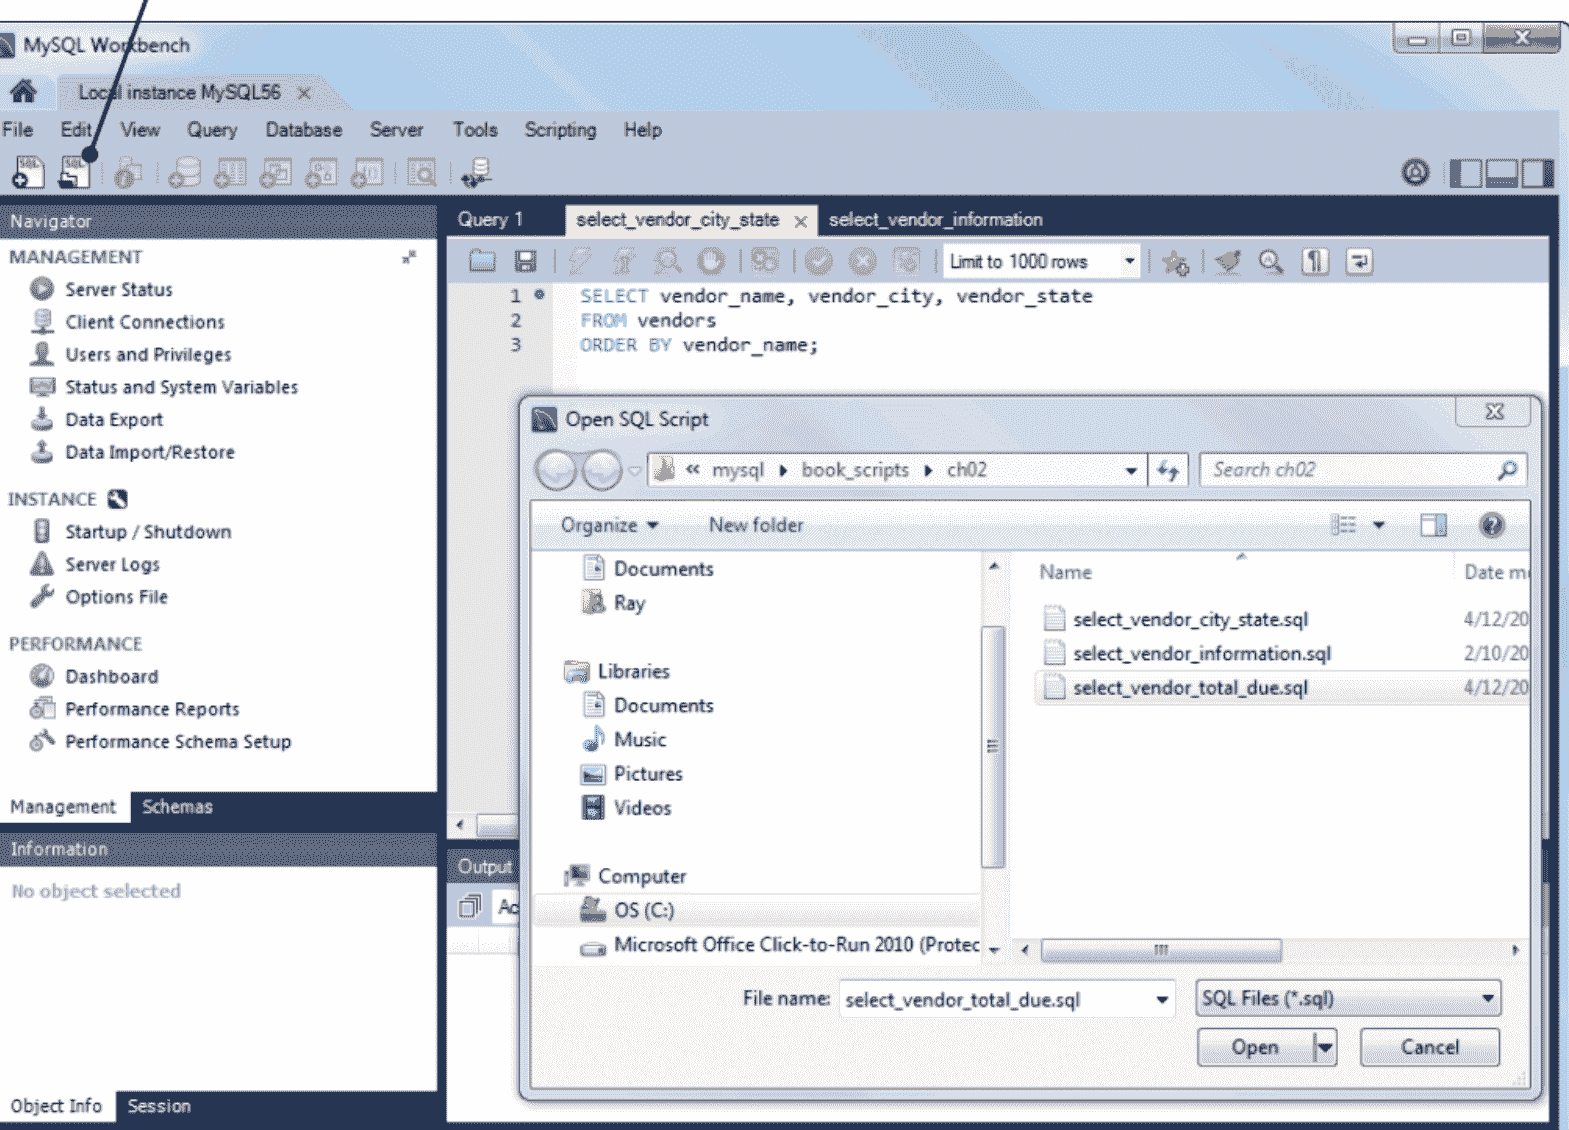 MySQL Workbench
Local instance MySQL56
File Edit View Query Database Server Tools Scripting Help
SQL SQL
Navigator
MANAGEMENT
Server Status
Client Connections
Users and Privileges
Status and System Variables
Data Export
Data Import/Restore
INSTANCE
Startup / Shutdown
Server Logs
Options File
PERFORMANCE
Dashboard
Performance Reports
Performance Schema Setup
Management Schemas
Information
No object selected
Object Info Session
Query 1 select_vendor_city_state select_vendor_information
Limit to 1000 rows
1 SELECT vendor_name, vendor_city, vendor_state
2 FROM vendors
3 ORDER BY vendor_name;
Output
Ac
Open SQL Script
« mysql book_scripts ch02 Search ch02
Organize New folder
Documents
Ray
Libraries
Documents
Music
Pictures
Videos
Computer
OS (C:)
Microsoft Office Click-to-Run 2010 (Protec
Name Date m
select_vendor_city_state.sql 4/12/20
select_vendor_information.sql 2/10/20
select_vendor_total_due.sql 4/12/20
File name: select_vendor_total_due.sql SQL Files (*.sql)
Open Cancel